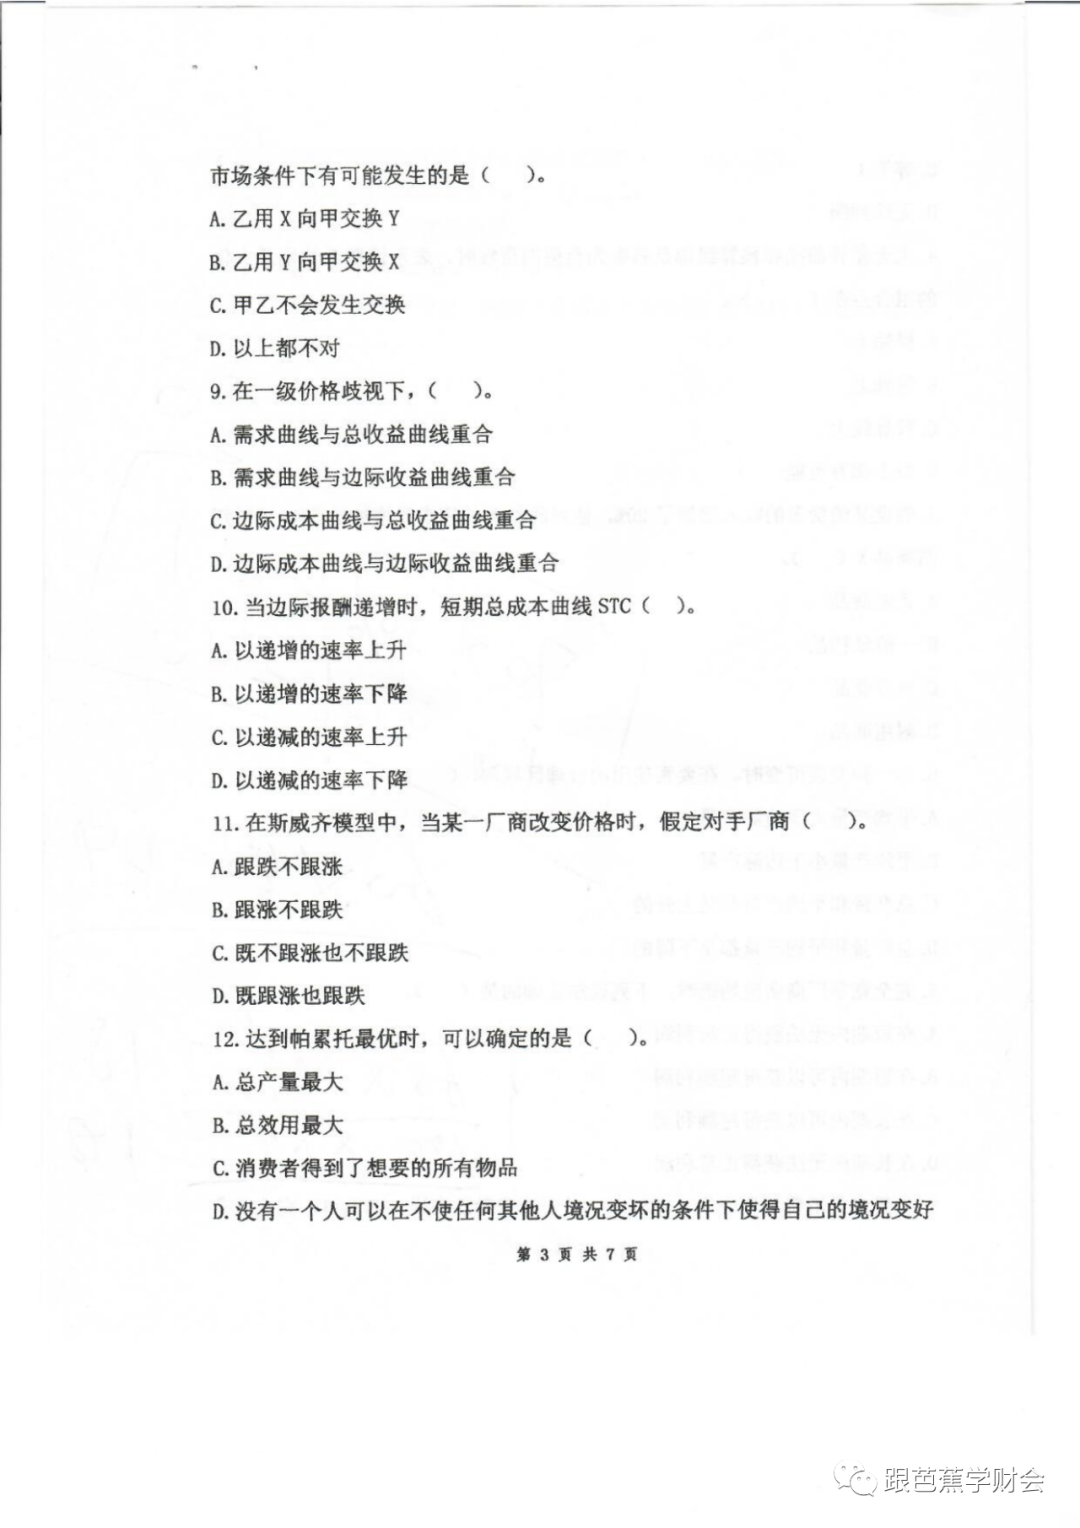 市场条件下有可能发生的是（　）。
A.乙用 X 向甲交换 Y
B.乙用 Y 向甲交换 X
C.甲乙不会发生交换
D.以上都不对
9.在一级价格歧视下，（　）。
A.需求曲线与总收益曲线重合
B.需求曲线与边际收益曲线重合
C.边际成本曲线与总收益曲线重合
D.边际成本曲线与边际收益曲线重合
10.当边际报酬递增时，短期总成本曲线 STC（　）。
A.以递增的速率上升
B.以递增的速率下降
C.以递减的速率上升
D.以递减的速率下降
11.在斯威齐模型中，当某一厂商改变价格时，假定对手厂商（　）。
A.跟跌不跟涨
B.跟涨不跟跌
C.既不跟涨也不跟跌
D.既跟涨也跟跌
12.达到帕累托最优时，可以确定的是（　）。
A.总产量最大
B.总效用最大
C.消费者得到了想要的所有物品
D.没有一个人可以在不使任何其他人境况变坏的条件下使得自己的境况变好
第 3 页 共 7 页
跟芭蕉学财会